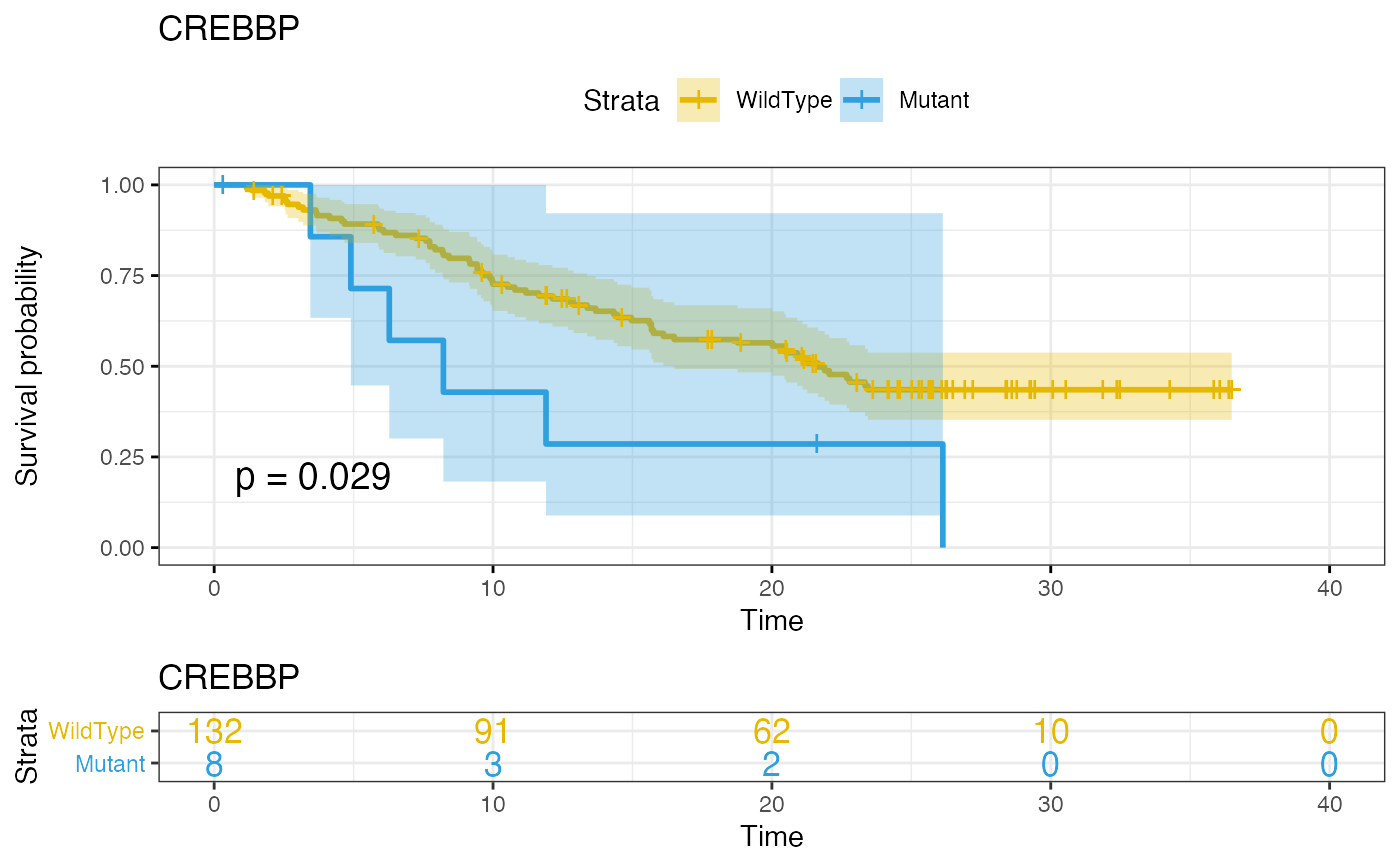 CREBBP
Strata WildType Mutant
1.00
0.75
0.50
0.25
0.00
Survival probability
p = 0.029
0 10 20 30 40
Time
CREBBP
Strata
WildType 132 91 62 10 0
Mutant 8 3 2 0 0
0 10 20 30 40
Time